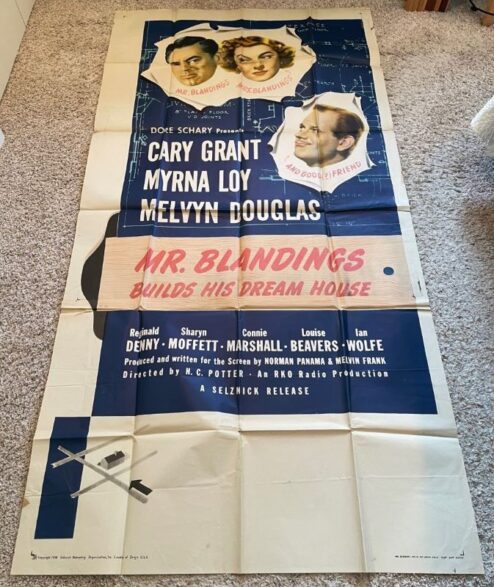 MR. BLANDINGS
MRS. BLANDINGS
AND GOOD FRIEND
DORE SCHARY Presents
CARY GRANT
MYRNA LOY
MELVYN DOUGLAS
MR. BLANDINGS
BUILDS HIS DREAM HOUSE
Reginald Sharyn Connie Louise Ian
DENNY · MOFFETT · MARSHALL · BEAVERS · WOLFE
Produced and written for the Screen by NORMAN PANAMA & MELVIN FRANK
Directed by H. C. POTTER · An RKO Radio Production
A SELZNICK RELEASE